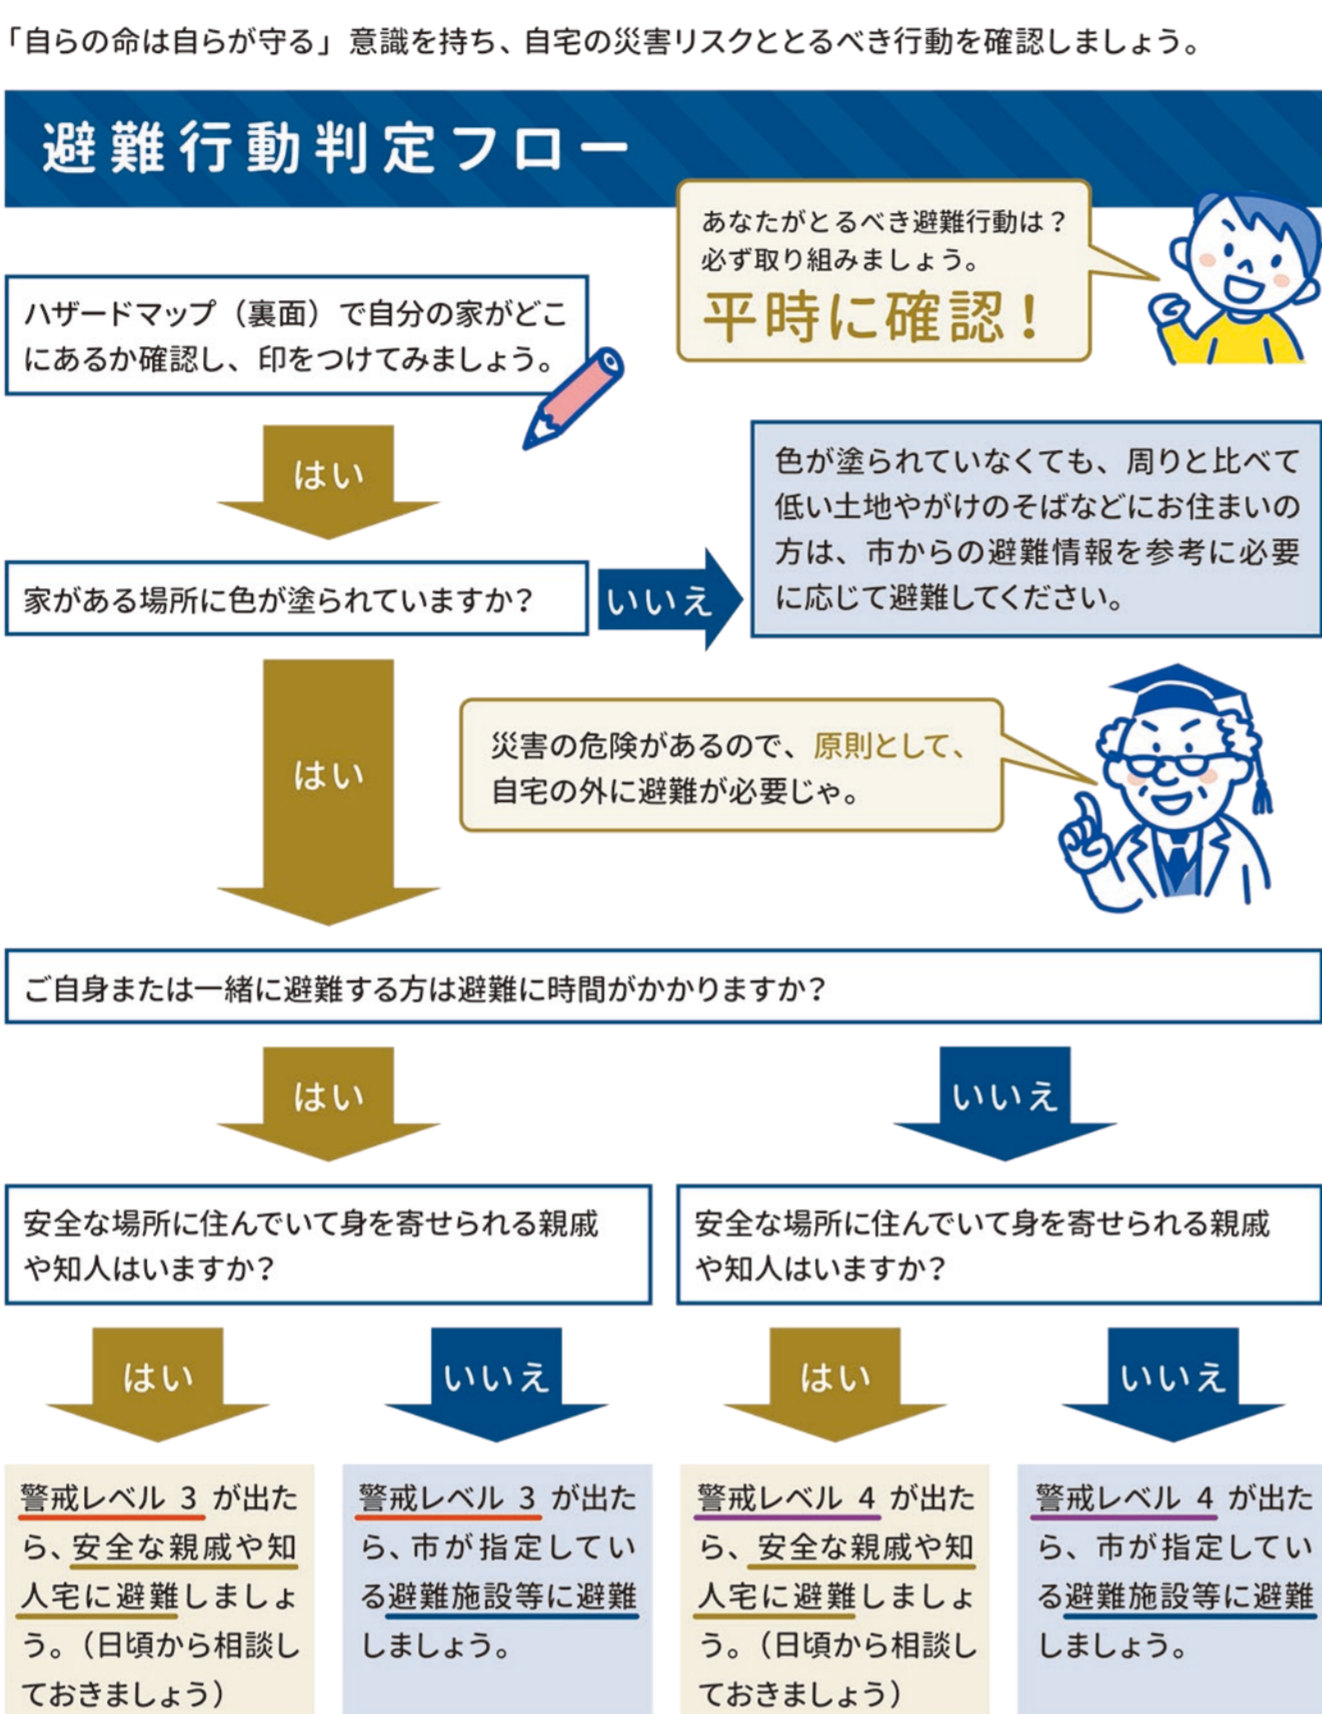 「自らの命は自らが守る」意識を持ち、自宅の災害リスクととるべき行動を確認しましょう。
避難行動判定フロー
あなたがとるべき避難行動は？
必ず取り組みましょう。
平時に確認！
ハザードマップ（裏面）で自分の家がどこ
にあるか確認し、印をつけてみましょう。
はい
色が塗られていなくても、周りと比べて
低い土地やがけのそばなどにお住まいの
方は、市からの避難情報を参考に必要
に応じて避難してください。
家がある場所に色が塗られていますか？
いいえ
はい
災害の危険があるので、原則として、
自宅の外に避難が必要じゃ。
ご自身または一緒に避難する方は避難に時間がかかりますか？
はい
いいえ
安全な場所に住んでいて身を寄せられる親戚
や知人はいますか？
安全な場所に住んでいて身を寄せられる親戚
や知人はいますか？
はい
いいえ
はい
いいえ
警戒レベル 3 が出た
ら、安全な親戚や知
人宅に避難しましょ
う。（日頃から相談し
ておきましょう）
警戒レベル 3 が出た
ら、市が指定してい
る避難施設等に避難
しましょう。
警戒レベル 4 が出た
ら、安全な親戚や知
人宅に避難しましょ
う。（日頃から相談し
ておきましょう）
警戒レベル 4 が出た
ら、市が指定してい
る避難施設等に避難
しましょう。